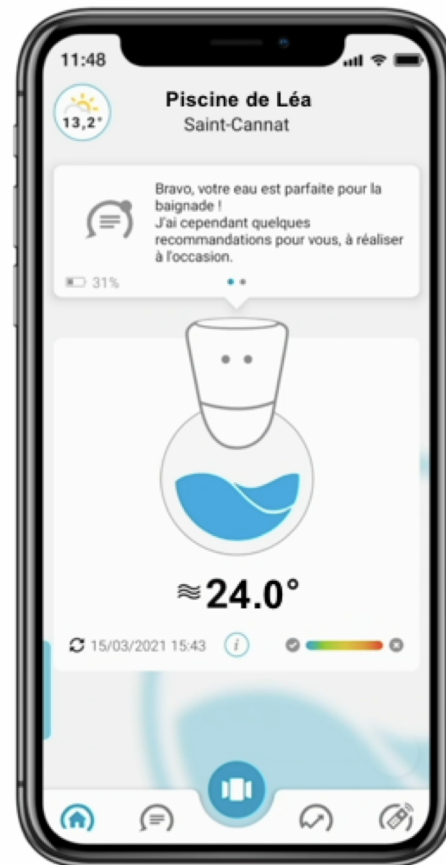 11:48
13,2°
Piscine de Léa
Saint-Cannat
Bravo, votre eau est parfaite pour la
baignade !
J'ai cependant quelques
recommandations pour vous, à réaliser
à l'occasion.
31%
≈24.0°
15/03/2021 15:43
i